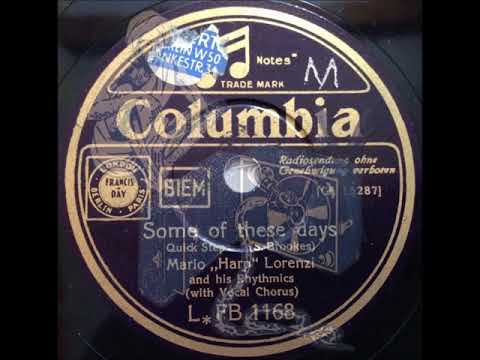 Notes"
M
TRADE MARK
Columbia
LONDON
FRANCIS
DAY
BERLIN
PARIS
BIEM
Radiosendung ohne
Genehmigung verboten
Some of these days
Quick Step
(S. Brookes)
Mario „Harp" Lorenzi
and his Rhythmics
(with Vocal Chorus)
L* FB 1168